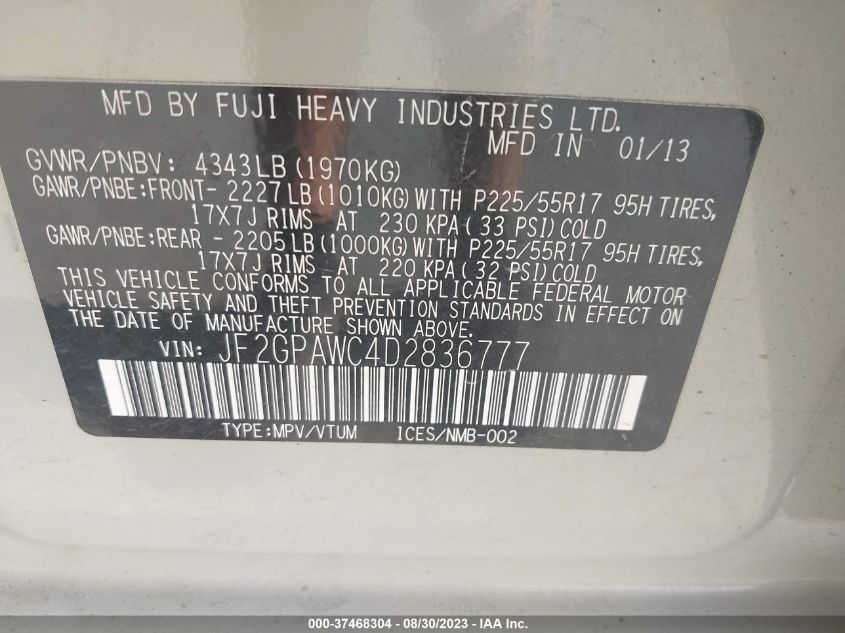 MFD BY FUJI HEAVY INDUSTRIES LTD.
MFD IN 01/13
GVWR/PNBV: 4343LB(1970KG)
GAWR/PNBE:FRONT- 2227LB(1010KG)WITH P225/55R17 95H TIRES,
17X7J RIMS AT 230 KPA(33 PSI)COLD
GAWR/PNBE:REAR - 2205LB(1000KG)WITH P225/55R17 95H TIRES,
17X7J RIMS AT 220 KPA(32 PSI)COLD
THIS VEHICLE CONFORMS TO ALL APPLICABLE FEDERAL MOTOR
VEHICLE SAFETY AND THEFT PREVENTION STANDARDS IN EFFECT ON
THE DATE OF MANUFACTURE SHOWN ABOVE.
VIN: JF2GPAWC4D2836777
TYPE:MPV/VTUM ICES/NMB-002
000-37468304 - 08/30/2023 - IAA Inc.